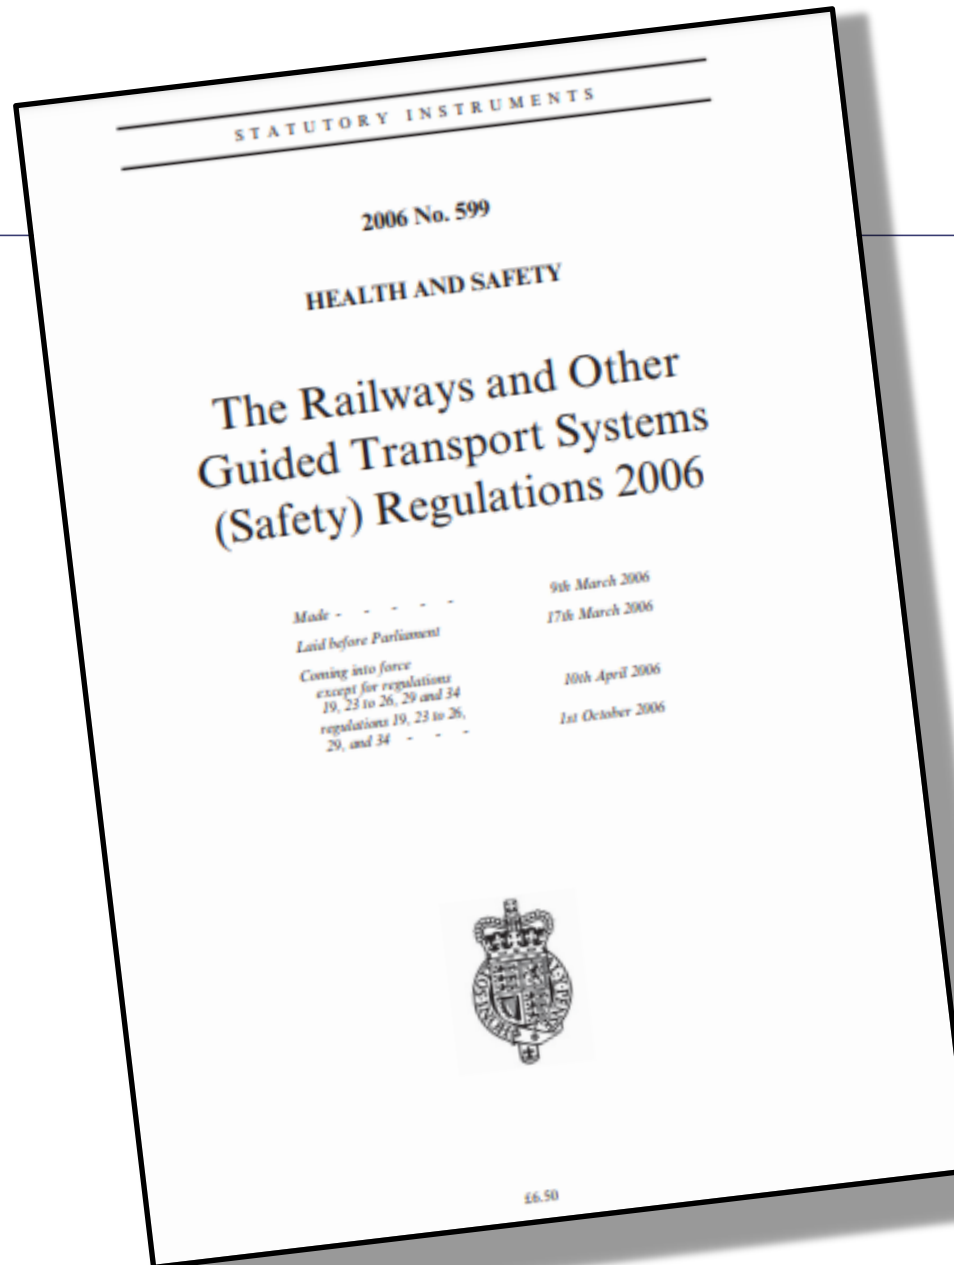 STATUTORY INSTRUMENTS
2006 No. 599
HEALTH AND SAFETY
The Railways and Other
Guided Transport Systems
(Safety) Regulations 2006
Made - - - - - 9th March 2006
Laid before Parliament 17th March 2006
Coming into force
except for regulations
19, 23 to 26, 29 and 34 10th April 2006
regulations 19, 23 to 26,
29, and 34 - - - 1st October 2006
£6.50